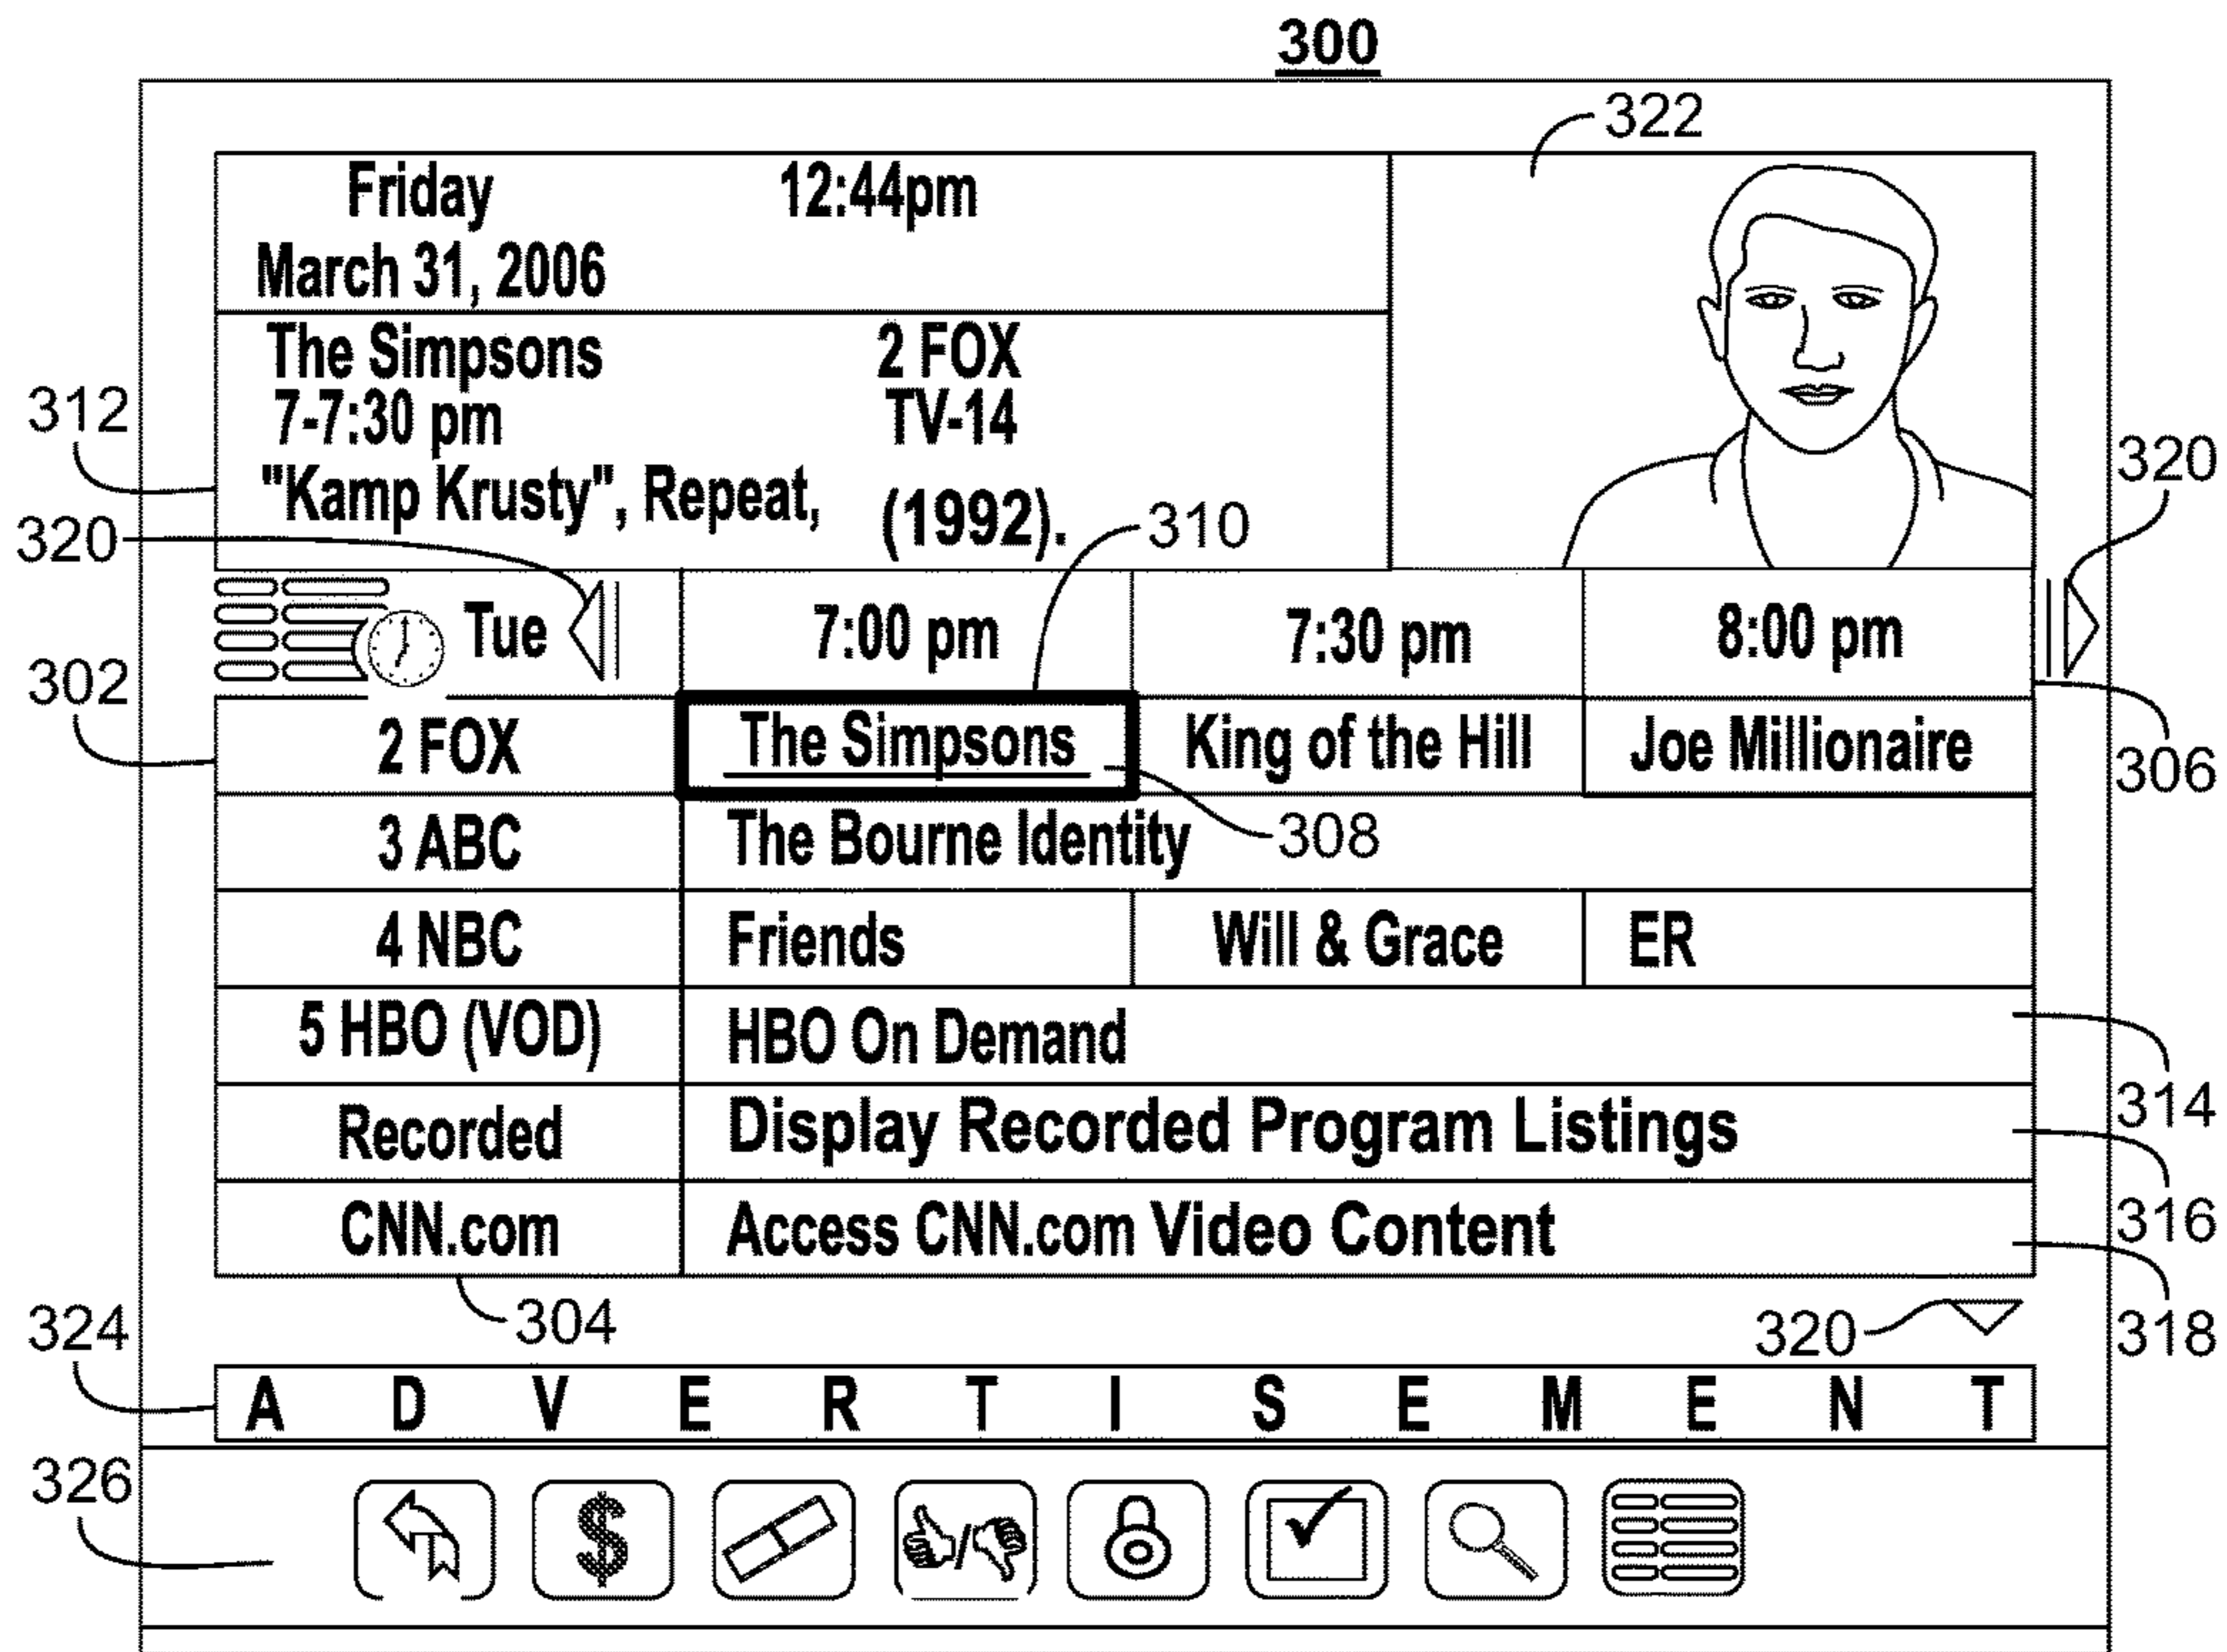 300
322
Friday 12:44pm
March 31, 2006
The Simpsons 2 FOX
312
7-7:30 pm TV-14
320
"Kamp Krusty", Repeat, (1992).
310
320
Tue 7:00 pm 7:30 pm 8:00 pm
302
2 FOX The Simpsons King of the Hill Joe Millionaire
306
3 ABC The Bourne Identity
308
4 NBC Friends Will & Grace ER
5 HBO (VOD) HBO On Demand
314
Recorded Display Recorded Program Listings
316
CNN.com Access CNN.com Video Content
304
324
320
318
A D V E R T I S E M E N T
326
$